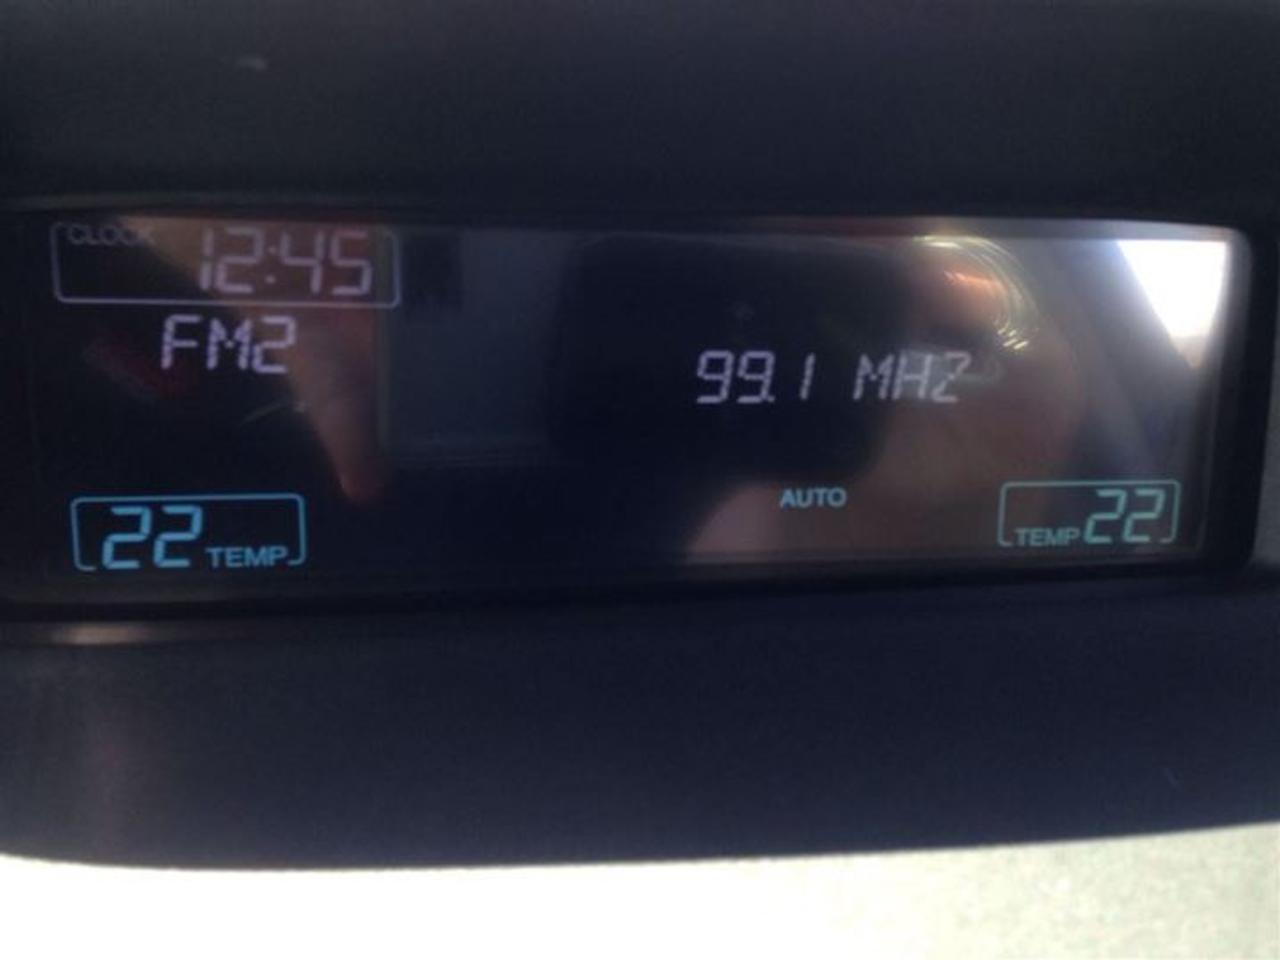 CLOCK 12:45
FM2
99.1 MHZ
AUTO
22 TEMP
TEMP 22